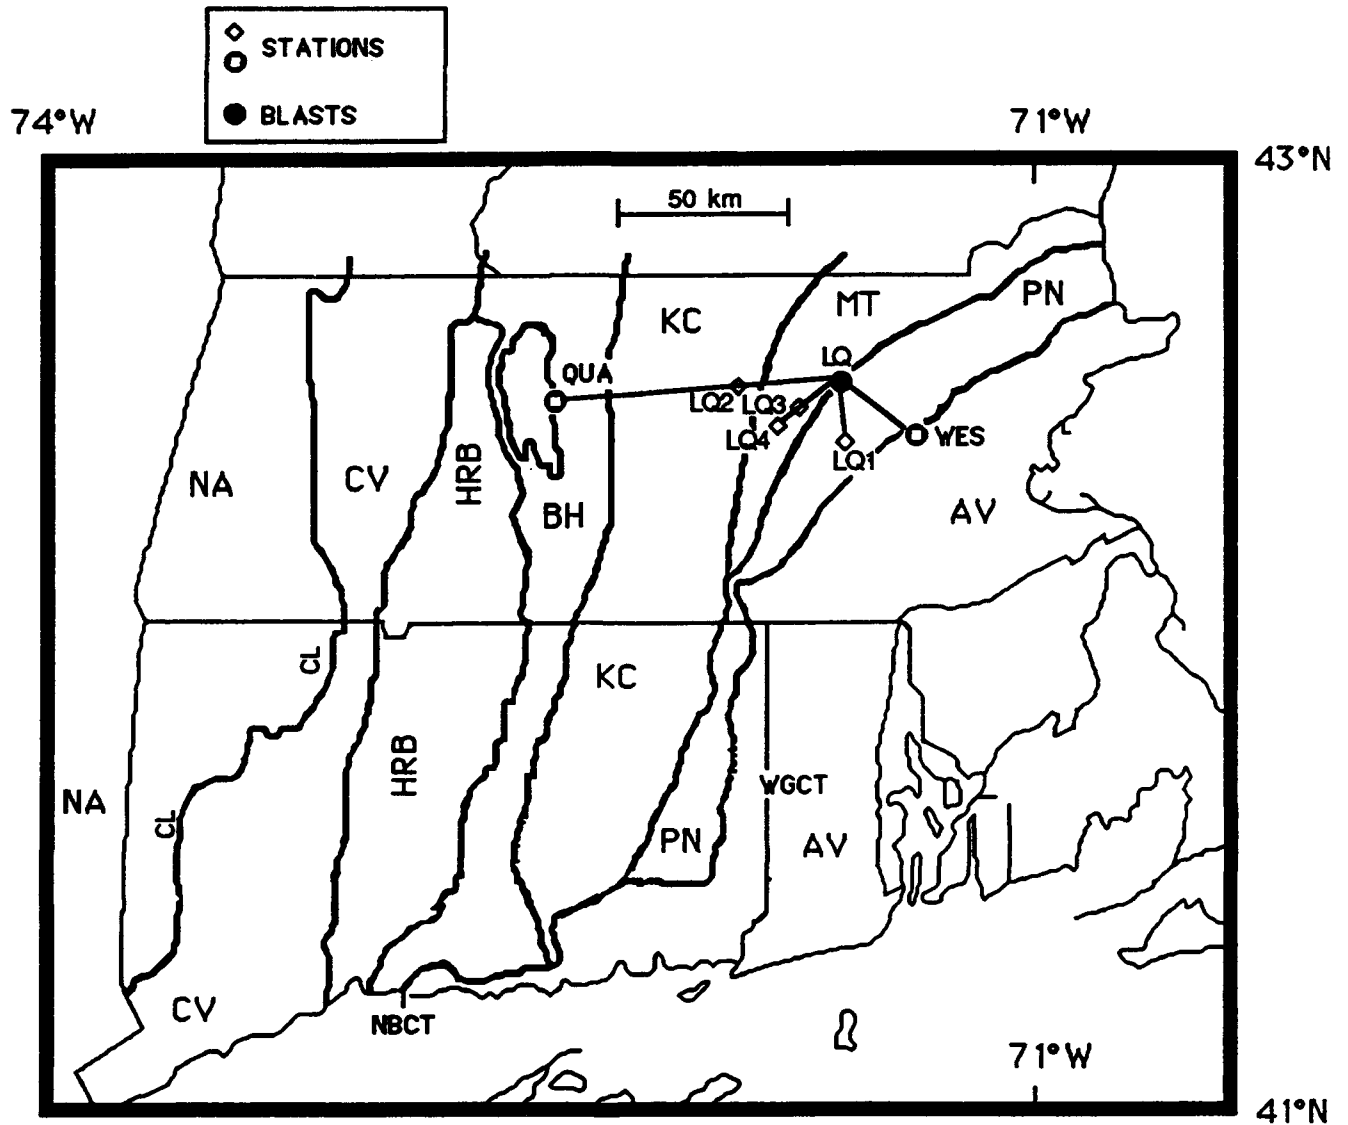 STATIONS
BLASTS
74°W
71°W
43°N
50 km
PN
MT
KC
LQ
QUA
LQ2
LQ3
LQ4
WES
LQ1
HRB
CV
NA
BH
AV
CL
KC
HRB
WGCT
NA
CL
PN
AV
CV
NBCT
71°W
41°N